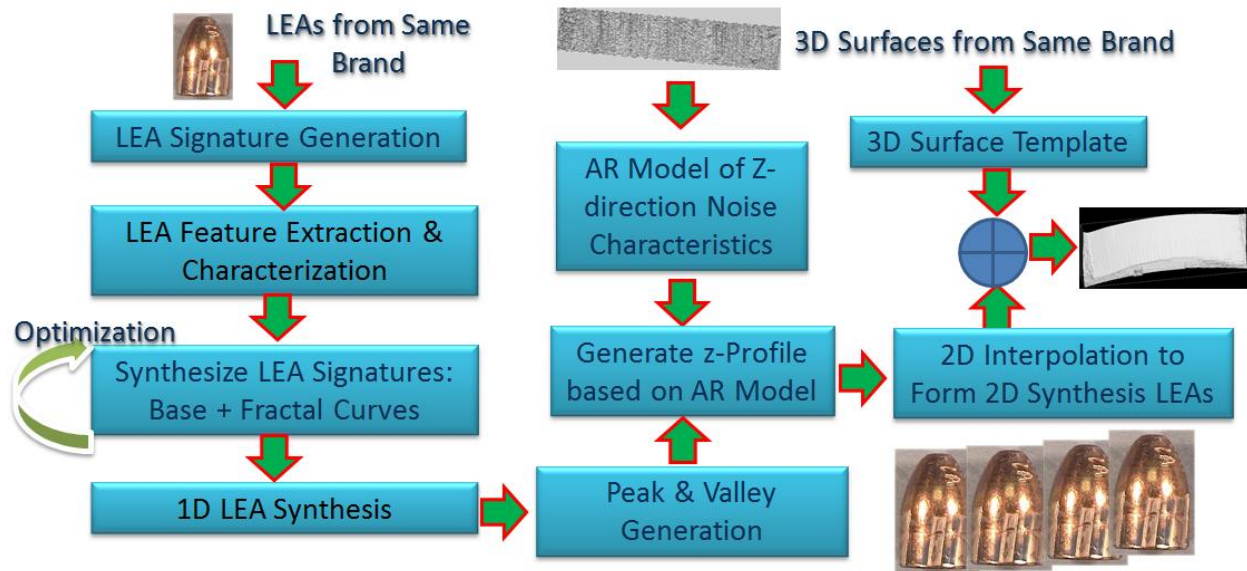 LEAs from Same
Brand
LEA Signature Generation
LEA Feature Extraction &
Characterization
Optimization
Synthesize LEA Signatures:
Base + Fractal Curves
1D LEA Synthesis
AR Model of Z-
direction Noise
Characteristics
Generate z-Profile
based on AR Model
Peak & Valley
Generation
3D Surfaces from Same Brand
3D Surface Template
2D Interpolation to
Form 2D Synthesis LEAs